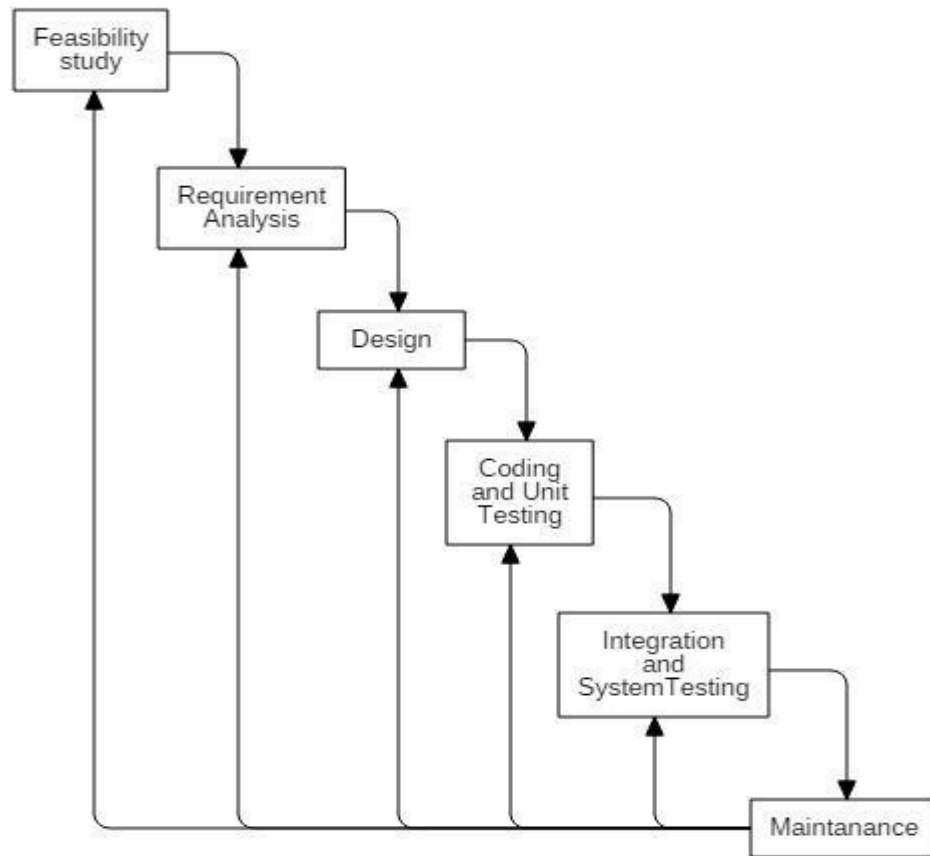 Feasibility
study
Requirement
Analysis
Design
Coding
and Unit
Testing
Integration
and
SystemTesting
Maintanance